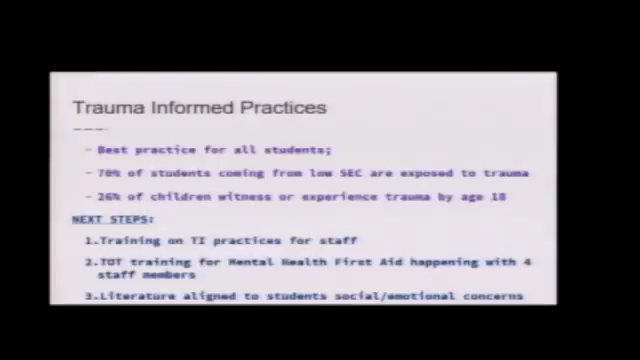 Trauma Informed Practices
- Best practice for all students;
- 70% of students coming from low SEC are exposed to trauma
- 26% of children witness or experience trauma by age 18
NEXT STEPS:
1.Training on TI practices for staff
2.TOT training for Mental Health First Aid happening with 4
staff members
3.Literature aligned to students social/emotional concerns